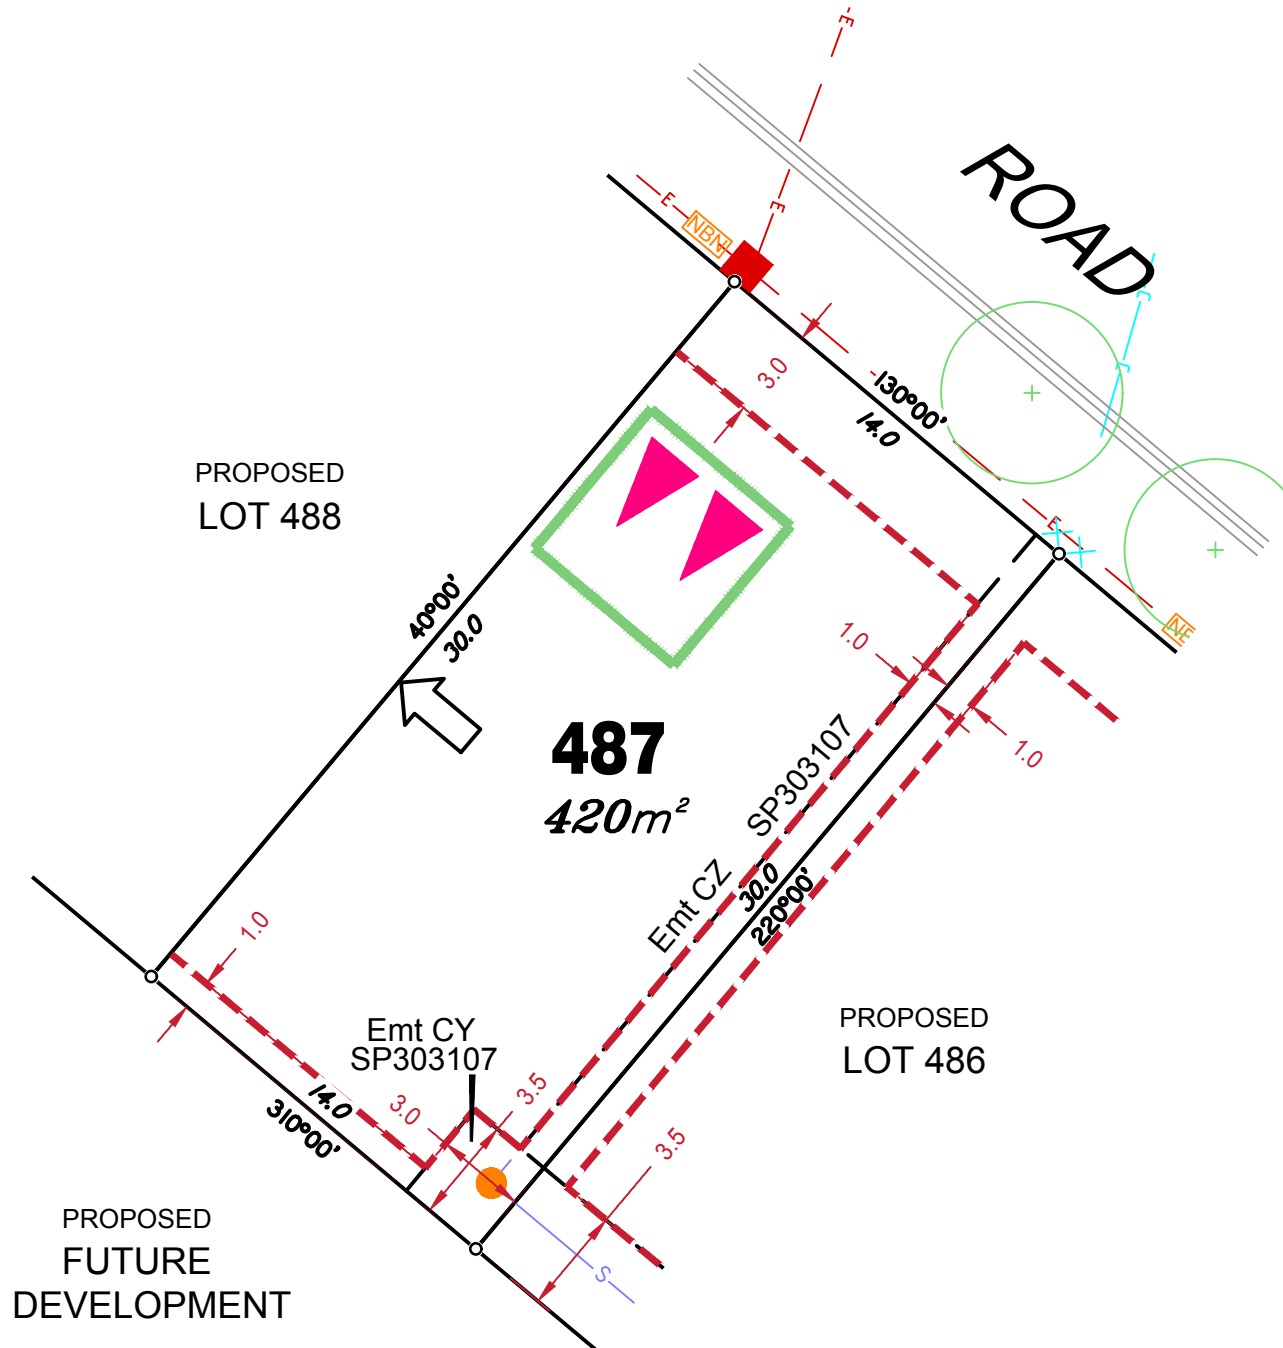 E
E
E
NBN
ROAD
J
J
3.0
130°00'
14.0
PROPOSED
LOT 488
E
40°00'
30.0
1.0
1.0
487
420m²
SP303107
Emt CZ
30.0
220°00'
1.0
PROPOSED
LOT 486
Emt CY
SP303107
14.0
310°00'
3.0
3.5
3.5
PROPOSED
FUTURE
DEVELOPMENT
S